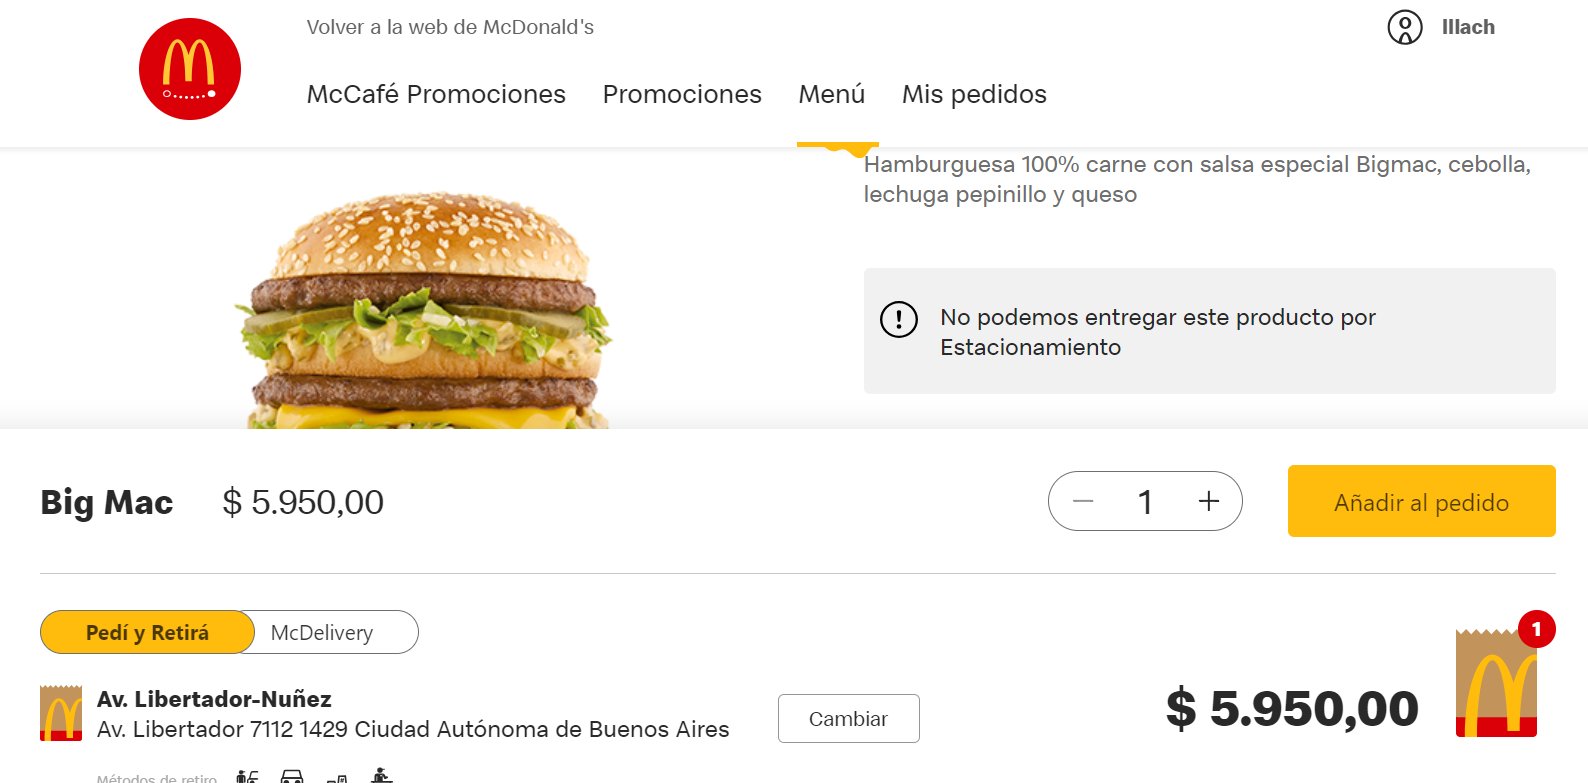 Volver a la web de McDonald's
Illach
McCafé Promociones Promociones Menú Mis pedidos
Hamburguesa 100% carne con salsa especial Bigmac, cebolla,
lechuga pepinillo y queso
No podemos entregar este producto por
Estacionamiento
Big Mac $ 5.950,00
1
Añadir al pedido
Pedí y Retirá McDelivery
1
Av. Libertador-Nuñez
Av. Libertador 7112 1429 Ciudad Autónoma de Buenos Aires
Cambiar
$ 5.950,00
Métodos de retiro